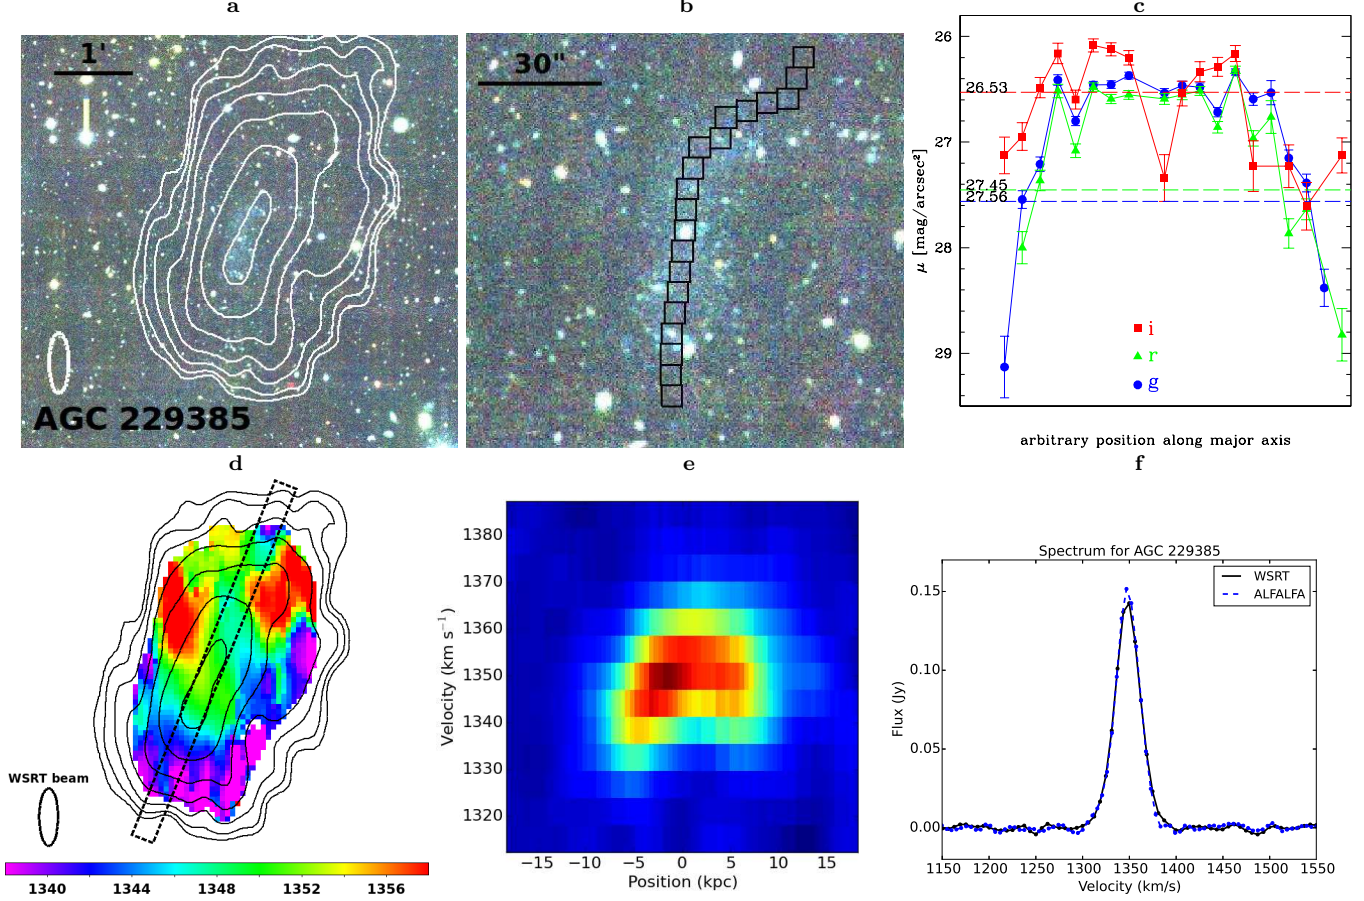 a
b
c
1'
AGC 229385
30"
26
26.53
27
27.45
27.56
28
29
μ [mag/arcsec²]
i
r
g
arbitrary position along major axis
d
e
f
WSRT beam
1340 1344 1348 1352 1356
1380
1370
1360
1350
1340
1330
1320
Velocity (km s⁻¹)
−15 −10 −5 0 5 10 15
Position (kpc)
Spectrum for AGC 229385
WSRT
ALFALFA
0.15
0.10
0.05
0.00
Flux (Jy)
1150 1200 1250 1300 1350 1400 1450 1500 1550
Velocity (km/s)